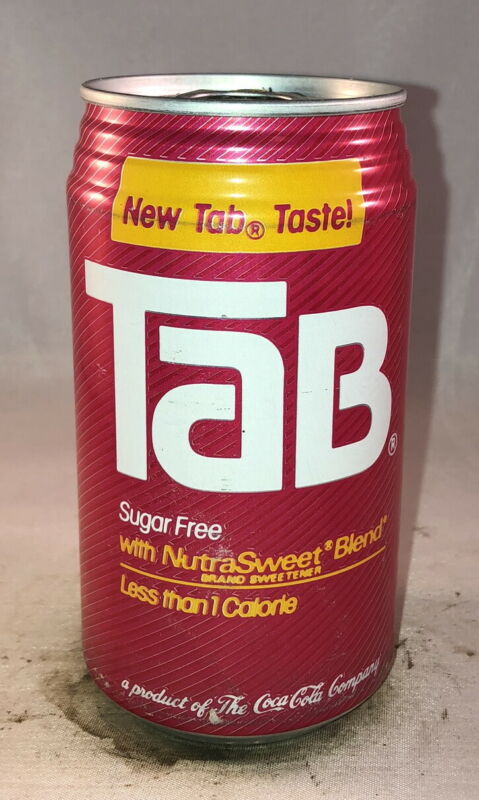 New Tab® Taste!
TaB®
Sugar Free
with NutraSweet® Blend*
BRAND SWEETENER
Less than 1 Calorie
a product of The Coca-Cola Company